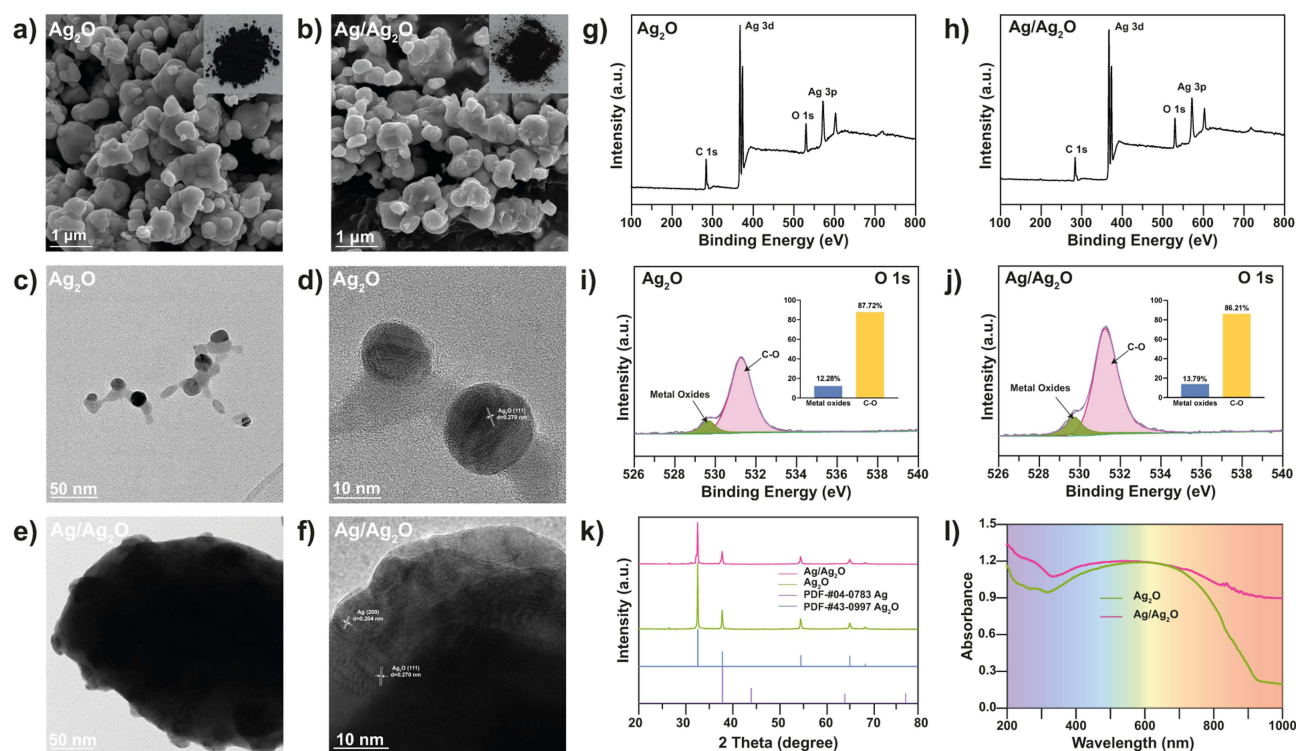 a)
Ag₂O
1 μm
b)
Ag/Ag₂O
1 μm
c)
Ag₂O
50 nm
d)
Ag₂O
Ag₂O (111)
d=0.270 nm
10 nm
e)
Ag/Ag₂O
50 nm
f)
Ag/Ag₂O
Ag (200)
d=0.204 nm
Ag₂O (111)
d=0.270 nm
10 nm
g)
Ag₂O
Ag 3d
Ag 3p
O 1s
C 1s
Intensity (a.u.)
100 200 300 400 500 600 700 800
Binding Energy (eV)
h)
Ag/Ag₂O
Ag 3d
Ag 3p
O 1s
C 1s
Intensity (a.u.)
100 200 300 400 500 600 700 800
Binding Energy (eV)
i)
Ag₂O
O 1s
100
80
60
40
20
0
87.72%
12.28%
Metal oxides C-O
C-O
Metal Oxides
Intensity (a.u.)
526 528 530 532 534 536 538 540
Binding Energy (eV)
j)
Ag/Ag₂O
O 1s
100
80
60
40
20
0
86.21%
13.79%
Metal oxides C-O
C-O
Metal Oxides
Intensity (a.u.)
526 528 530 532 534 536 538 540
Binding Energy (eV)
k)
Ag/Ag₂O
Ag₂O
PDF-#04-0783 Ag
PDF-#43-0997 Ag₂O
Intensity (a.u.)
20 30 40 50 60 70 80
2 Theta (degree)
l)
1.5
1.2
0.9
0.6
0.3
0.0
Absorbance
Ag₂O
Ag/Ag₂O
200 400 600 800 1000
Wavelength (nm)